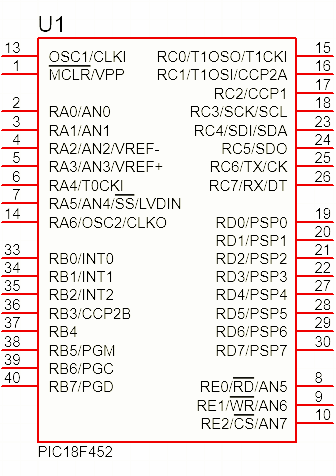 U1
13 OSC1/CLKI RC0/T1OSO/T1CKI 15
1 MCLR/VPP RC1/T1OSI/CCP2A 16
RC2/CCP1 17
2 RA0/AN0 RC3/SCK/SCL 18
3 RA1/AN1 RC4/SDI/SDA 23
4 RA2/AN2/VREF- RC5/SDO 24
5 RA3/AN3/VREF+ RC6/TX/CK 25
6 RA4/T0CKI RC7/RX/DT 26
7 RA5/AN4/SS/LVDIN
14 RA6/OSC2/CLKO RD0/PSP0 19
RD1/PSP1 20
33 RB0/INT0 RD2/PSP2 21
34 RB1/INT1 RD3/PSP3 22
35 RB2/INT2 RD4/PSP4 27
36 RB3/CCP2B RD5/PSP5 28
37 RB4 RD6/PSP6 29
38 RB5/PGM RD7/PSP7 30
39 RB6/PGC
40 RB7/PGD RE0/RD/AN5 8
RE1/WR/AN6 9
RE2/CS/AN7 10
PIC18F452